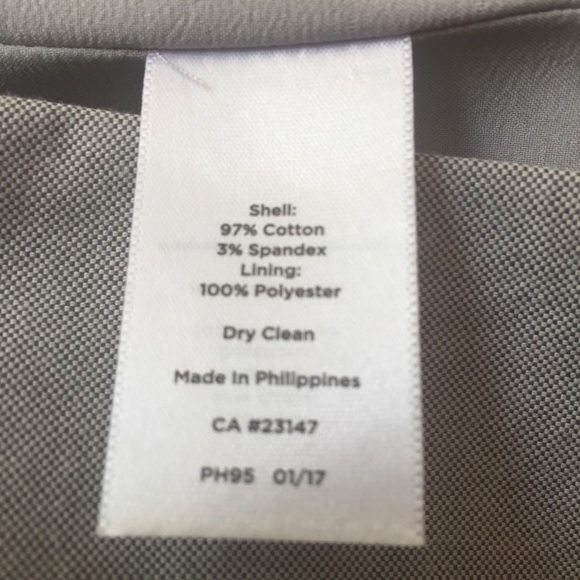 Shell:
97% Cotton
3% Spandex
Lining:
100% Polyester
Dry Clean
Made In Philippines
CA #23147
PH95 01/17